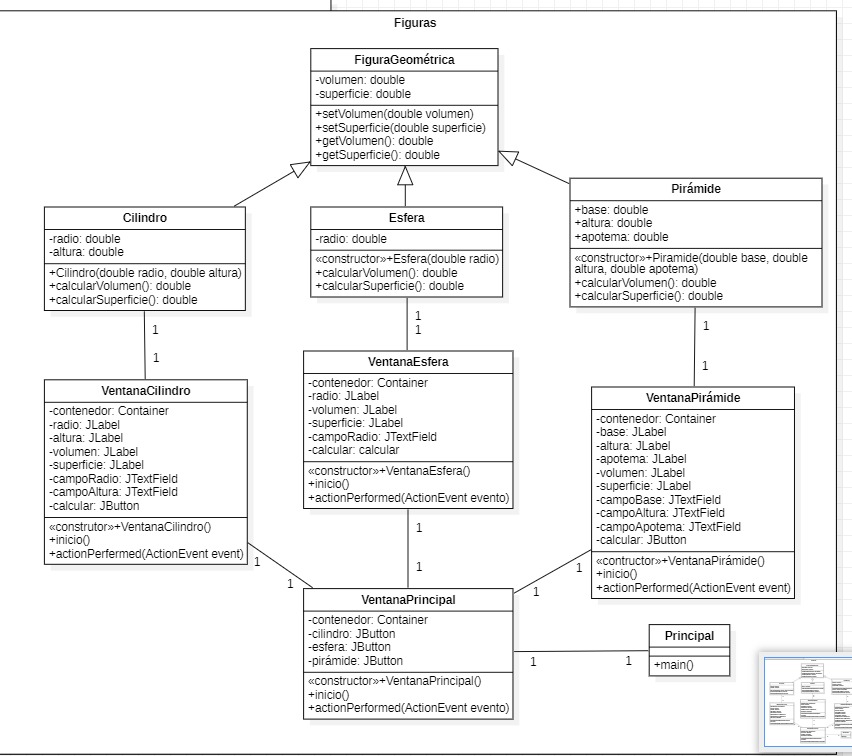 Figuras
FiguraGeométrica
-volumen: double
-superficie: double
+setVolumen(double volumen)
+setSuperficie(double superficie)
+getVolumen(): double
+getSuperficie(): double
Cilindro
-radio: double
-altura: double
+Cilindro(double radio, double altura)
+calcularVolumen(): double
+calcularSuperficie(): double
Esfera
-radio: double
«constructor»+Esfera(double radio)
+calcularVolumen(): double
+calcularSuperficie(): double
Pirámide
+base: double
+altura: double
+apotema: double
«constructor»+Piramide(double base, double
altura, double apotema)
+calcularVolumen(): double
+calcularSuperficie(): double
1
1
1
1
1
1
VentanaCilindro
-contenedor: Container
-radio: JLabel
-altura: JLabel
-volumen: JLabel
-superficie: JLabel
-campoRadio: JTextField
-campoAltura: JTextField
-calcular: JButton
«construtor»+VentanaCilindro()
+inicio()
+actionPerfermed(ActionEvent event)
VentanaEsfera
-contenedor: Container
-radio: JLabel
-volumen: JLabel
-superficie: JLabel
-campoRadio: JTextField
-calcular: calcular
«constructor»+VentanaEsfera()
+inicio()
+actionPerformed(ActionEvent evento)
VentanaPirámide
-contenedor: Container
-base: JLabel
-altura: JLabel
-apotema: JLabel
-volumen: JLabel
-superficie: JLabel
-campoBase: JTextField
-campoAltura: JTextField
-campoApotema: JTextField
-calcular: JButton
«contructor»+VentanaPirámide()
+inicio()
+actionPerformed(ActionEvent event)
1
1
1
1
1
1
VentanaPrincipal
-contenedor: Container
-cilindro: JButton
-esfera: JButton
-pirámide: JButton
«constructor»+VentanaPrincipal()
+inicio()
+actionPerformed(ActionEvent evento)
1
1
Principal
+main()